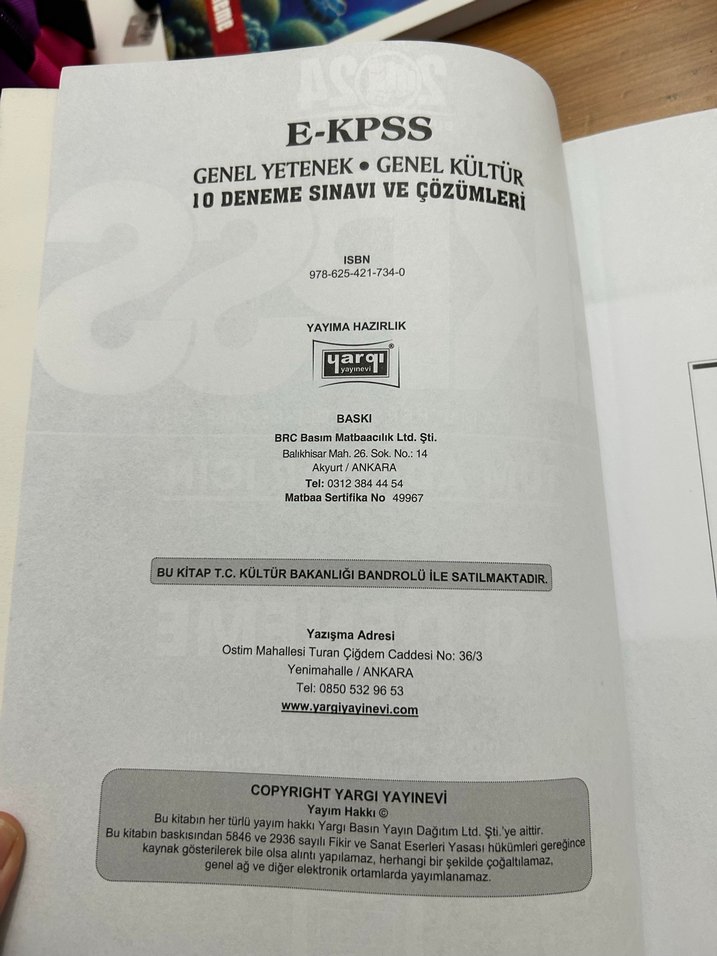 E-KPSS
GENEL YETENEK • GENEL KÜLTÜR
10 DENEME SINAVI VE ÇÖZÜMLERİ
ISBN
978-625-421-734-0
YAYIMA HAZIRLIK
yargı®
yayınevi
BASKI
BRC Basım Matbaacılık Ltd. Şti.
Balıkhisar Mah. 26. Sok. No.: 14
Akyurt / ANKARA
Tel: 0312 384 44 54
Matbaa Sertifika No 49967
BU KİTAP T.C. KÜLTÜR BAKANLIĞI BANDROLÜ İLE SATILMAKTADIR.
Yazışma Adresi
Ostim Mahallesi Turan Çiğdem Caddesi No: 36/3
Yenimahalle / ANKARA
Tel: 0850 532 96 53
www.yargiyayinevi.com
COPYRIGHT YARGI YAYINEVİ
Yayım Hakkı ©
Bu kitabın her türlü yayım hakkı Yargı Basın Yayın Dağıtım Ltd. Şti.'ye aittir.
Bu kitabın baskısından 5846 ve 2936 sayılı Fikir ve Sanat Eserleri Yasası hükümleri gereğince
kaynak gösterilerek bile olsa alıntı yapılamaz, herhangi bir şekilde çoğaltılamaz,
genel ağ ve diğer elektronik ortamlarda yayımlanamaz.